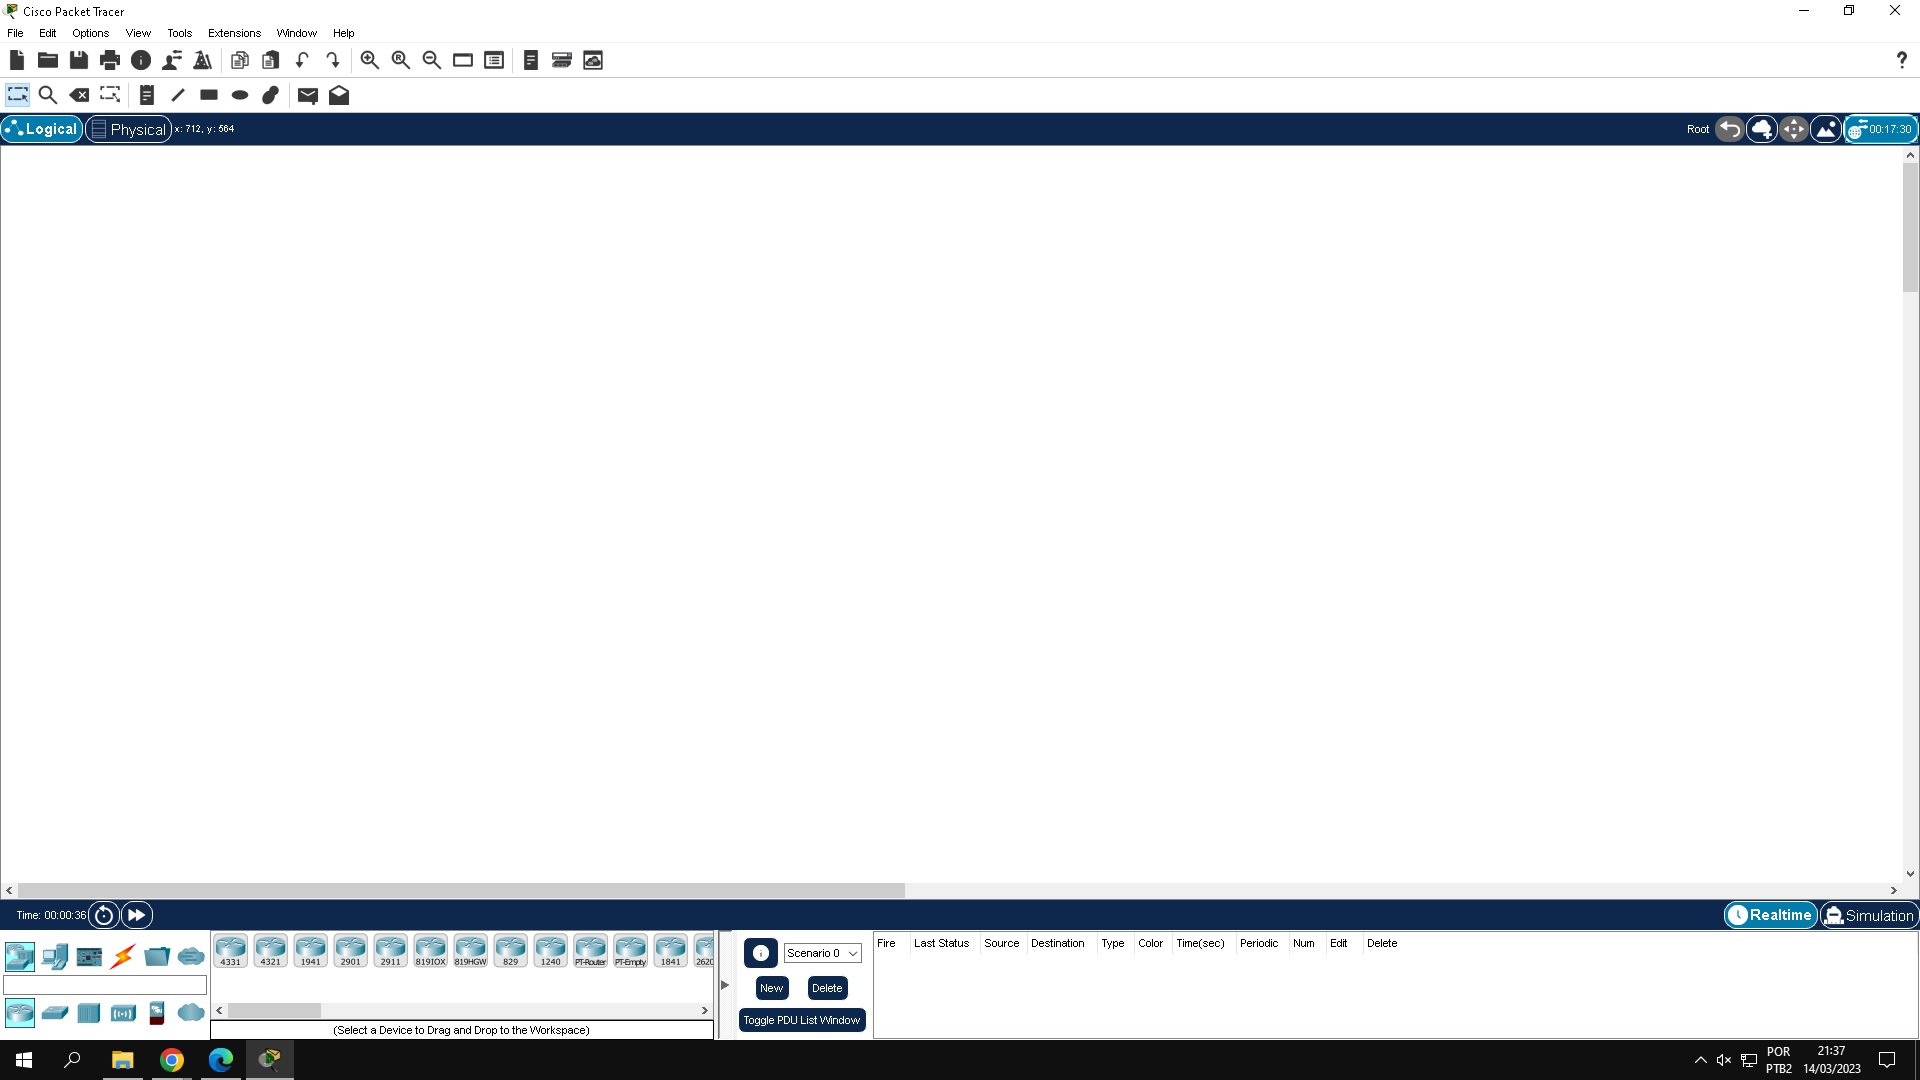 Cisco Packet Tracer
File Edit Options View Tools Extensions Window Help
Logical Physical x: 712, y: 564 Root 00:17:30
Time: 00:00:36 Realtime Simulation
4331 4321 1941 2901 2911 819IOX 819HGW 829 1240 PT-Router PT-Empty 1841 2620
(Select a Device to Drag and Drop to the Workspace)
Scenario 0
New Delete
Toggle PDU List Window
Fire Last Status Source Destination Type Color Time(sec) Periodic Num Edit Delete
POR 21:37
PTB2 14/03/2023